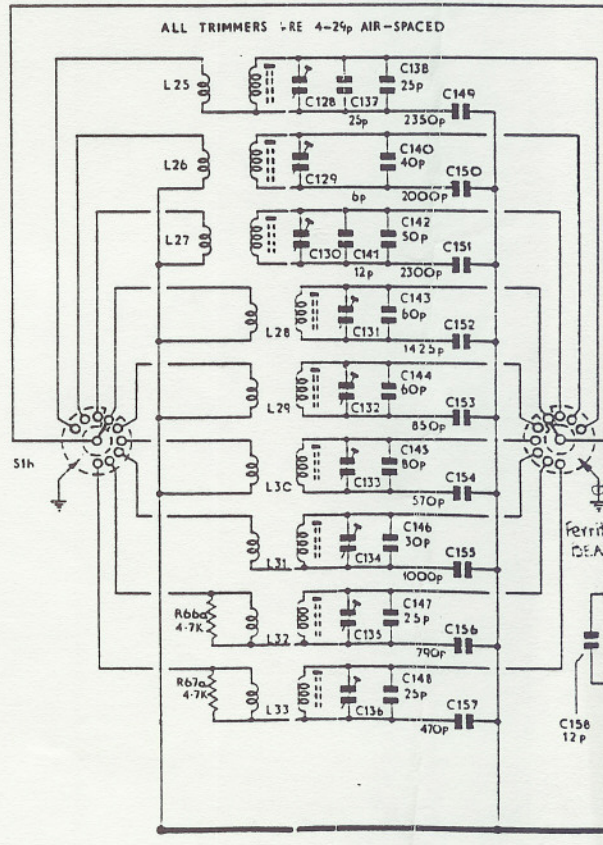 ALL TRIMMERS ARE 4-29p AIR-SPACED
L25
C128
C137
25p
C138
25p
C149
2350p
L26
C129
6p
C140
40p
C150
2000p
L27
C130
C141
12p
C142
50p
C151
2300p
L28
C131
C143
60p
C152
1425p
L29
C132
C144
60p
C153
850p
S1h
L30
C133
C145
80p
C154
570p
L31
C134
C146
30p
C155
1000p
R66a
4.7K
L32
C135
C147
25p
C156
790p
R67a
4.7K
L33
C136
C148
25p
C157
470p
Ferrit
BEA
C158
12p